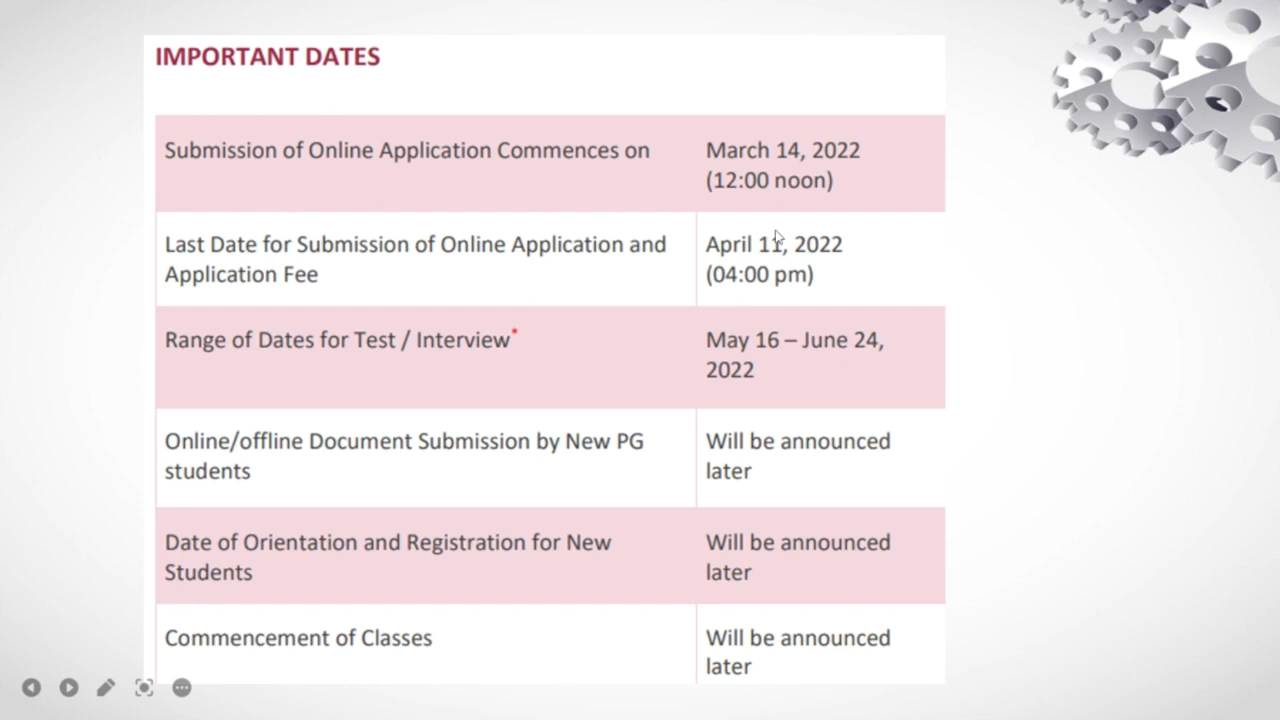 IMPORTANT DATES
Submission of Online Application Commences on
March 14, 2022
(12:00 noon)
Last Date for Submission of Online Application and
Application Fee
April 11, 2022
(04:00 pm)
Range of Dates for Test / Interview*
May 16 – June 24,
2022
Online/offline Document Submission by New PG
students
Will be announced
later
Date of Orientation and Registration for New
Students
Will be announced
later
Commencement of Classes
Will be announced
later